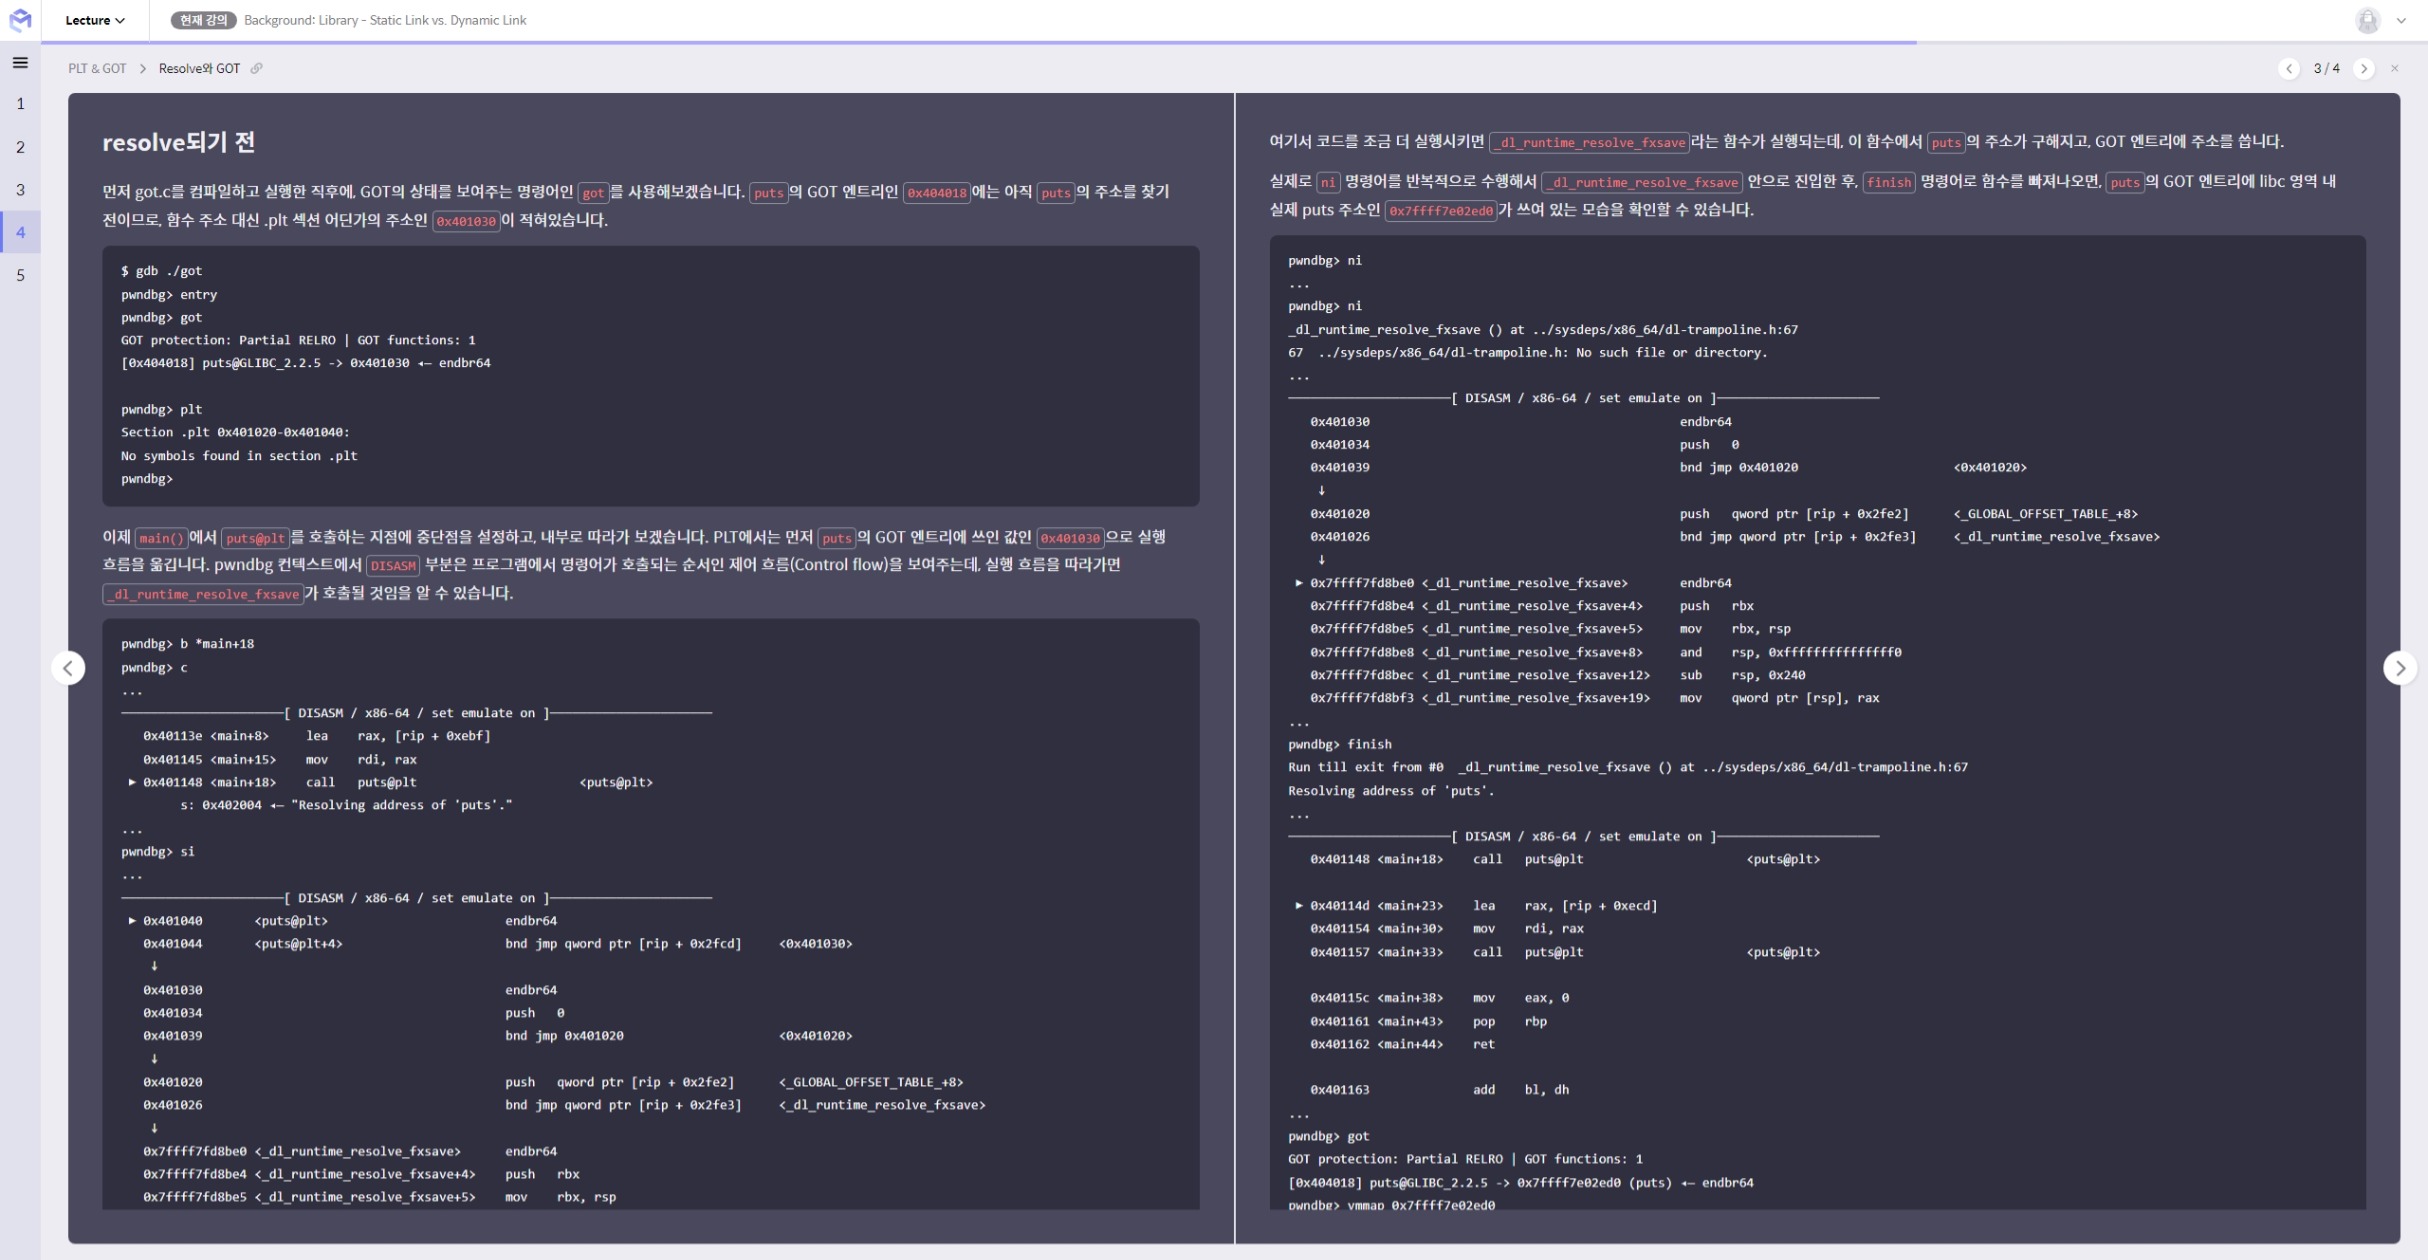 Lecture
현재 강의 Background: Library - Static Link vs. Dynamic Link
PLT & GOT > Resolve와 GOT
3 / 4
1
2
3
4
5
resolve되기 전
먼저 got.c를 컴파일하고 실행한 직후에, GOT의 상태를 보여주는 명령어인 got를 사용해보겠습니다. puts의 GOT 엔트리인 0x404018에는 아직 puts의 주소를 찾기
전이므로, 함수 주소 대신 .plt 섹션 어딘가의 주소인 0x401030이 적혀있습니다.
$ gdb ./got
pwndbg> entry
pwndbg> got
GOT protection: Partial RELRO | GOT functions: 1
[0x404018] puts@GLIBC_2.2.5 -> 0x401030 ◂— endbr64
pwndbg> plt
Section .plt 0x401020-0x401040:
No symbols found in section .plt
pwndbg>
이제 main()에서 puts@plt를 호출하는 지점에 중단점을 설정하고, 내부로 따라가 보겠습니다. PLT에서는 먼저 puts의 GOT 엔트리에 쓰인 값인 0x401030으로 실행
흐름을 옮깁니다. pwndbg 컨텍스트에서 DISASM 부분은 프로그램에서 명령어가 호출되는 순서인 제어 흐름(Control flow)을 보여주는데, 실행 흐름을 따라가면
_dl_runtime_resolve_fxsave가 호출될 것임을 알 수 있습니다.
pwndbg> b *main+18
pwndbg> c
...
──────────────────────[ DISASM / x86-64 / set emulate on ]──────────────────────
0x40113e <main+8> lea rax, [rip + 0xebf]
0x401145 <main+15> mov rdi, rax
► 0x401148 <main+18> call puts@plt <puts@plt>
s: 0x402004 ◂— "Resolving address of 'puts'."
...
pwndbg> si
...
──────────────────────[ DISASM / x86-64 / set emulate on ]──────────────────────
► 0x401040 <puts@plt> endbr64
0x401044 <puts@plt+4> bnd jmp qword ptr [rip + 0x2fcd] <0x401030>
↓
0x401030 endbr64
0x401034 push 0
0x401039 bnd jmp 0x401020 <0x401020>
↓
0x401020 push qword ptr [rip + 0x2fe2] <_GLOBAL_OFFSET_TABLE_+8>
0x401026 bnd jmp qword ptr [rip + 0x2fe3] <_dl_runtime_resolve_fxsave>
↓
0x7ffff7fd8be0 <_dl_runtime_resolve_fxsave> endbr64
0x7ffff7fd8be4 <_dl_runtime_resolve_fxsave+4> push rbx
0x7ffff7fd8be5 <_dl_runtime_resolve_fxsave+5> mov rbx, rsp
여기서 코드를 조금 더 실행시키면 _dl_runtime_resolve_fxsave라는 함수가 실행되는데, 이 함수에서 puts의 주소가 구해지고, GOT 엔트리에 주소를 씁니다.
실제로 ni 명령어를 반복적으로 수행해서 _dl_runtime_resolve_fxsave 안으로 진입한 후, finish 명령어로 함수를 빠져나오면, puts의 GOT 엔트리에 libc 영역 내
실제 puts 주소인 0x7ffff7e02ed0가 쓰여 있는 모습을 확인할 수 있습니다.
pwndbg> ni
...
pwndbg> ni
_dl_runtime_resolve_fxsave () at ../sysdeps/x86_64/dl-trampoline.h:67
67 ../sysdeps/x86_64/dl-trampoline.h: No such file or directory.
...
──────────────────────[ DISASM / x86-64 / set emulate on ]──────────────────────
0x401030 endbr64
0x401034 push 0
0x401039 bnd jmp 0x401020 <0x401020>
↓
0x401020 push qword ptr [rip + 0x2fe2] <_GLOBAL_OFFSET_TABLE_+8>
0x401026 bnd jmp qword ptr [rip + 0x2fe3] <_dl_runtime_resolve_fxsave>
↓
► 0x7ffff7fd8be0 <_dl_runtime_resolve_fxsave> endbr64
0x7ffff7fd8be4 <_dl_runtime_resolve_fxsave+4> push rbx
0x7ffff7fd8be5 <_dl_runtime_resolve_fxsave+5> mov rbx, rsp
0x7ffff7fd8be8 <_dl_runtime_resolve_fxsave+8> and rsp, 0xfffffffffffffff0
0x7ffff7fd8bec <_dl_runtime_resolve_fxsave+12> sub rsp, 0x240
0x7ffff7fd8bf3 <_dl_runtime_resolve_fxsave+19> mov qword ptr [rsp], rax
...
pwndbg> finish
Run till exit from #0 _dl_runtime_resolve_fxsave () at ../sysdeps/x86_64/dl-trampoline.h:67
Resolving address of 'puts'.
...
──────────────────────[ DISASM / x86-64 / set emulate on ]──────────────────────
0x401148 <main+18> call puts@plt <puts@plt>
► 0x40114d <main+23> lea rax, [rip + 0xecd]
0x401154 <main+30> mov rdi, rax
0x401157 <main+33> call puts@plt <puts@plt>
0x40115c <main+38> mov eax, 0
0x401161 <main+43> pop rbp
0x401162 <main+44> ret
0x401163 add bl, dh
...
pwndbg> got
GOT protection: Partial RELRO | GOT functions: 1
[0x404018] puts@GLIBC_2.2.5 -> 0x7ffff7e02ed0 (puts) ◂— endbr64
pwndbg> vmmap 0x7ffff7e02ed0